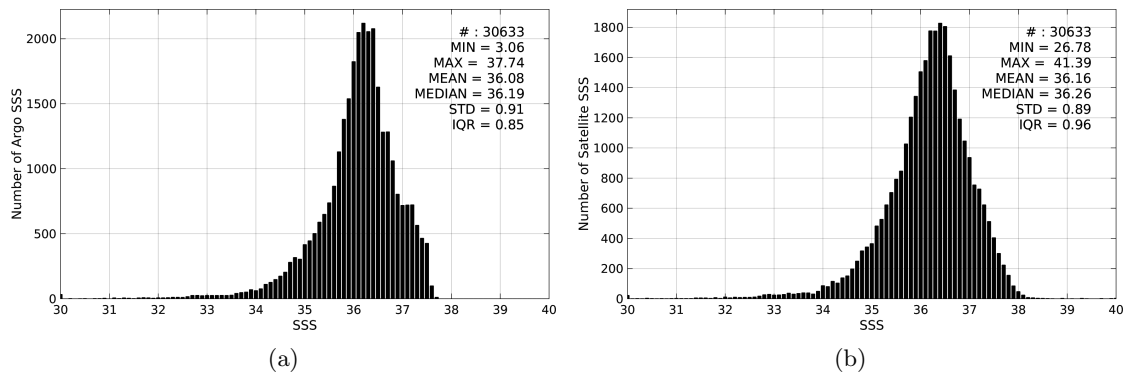 2000
1500
1000
500
0
Number of Argo SSS
# : 30633
MIN = 3.06
MAX = 37.74
MEAN = 36.08
MEDIAN = 36.19
STD = 0.91
IQR = 0.85
30 31 32 33 34 35 36 37 38 39 40
SSS
(a)
1800
1600
1400
1200
1000
800
600
400
200
0
Number of Satellite SSS
# : 30633
MIN = 26.78
MAX = 41.39
MEAN = 36.16
MEDIAN = 36.26
STD = 0.89
IQR = 0.96
30 31 32 33 34 35 36 37 38 39 40
SSS
(b)